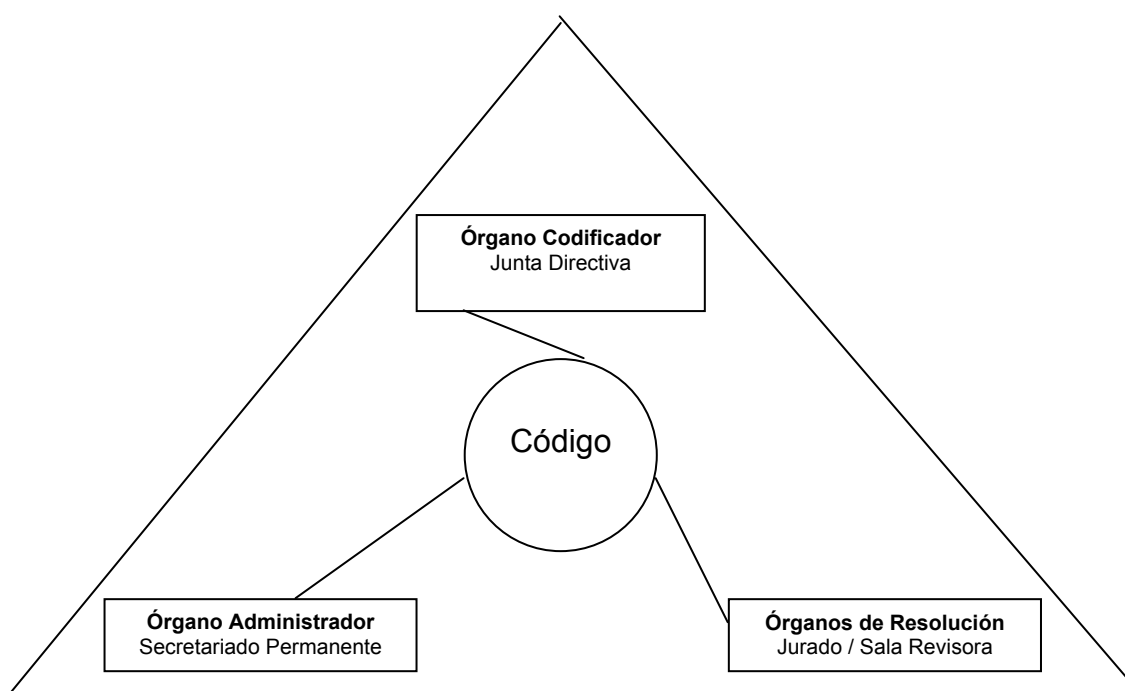 Órgano Codificador
Junta Directiva
Código
Órgano Administrador
Secretariado Permanente
Órganos de Resolución
Jurado / Sala Revisora